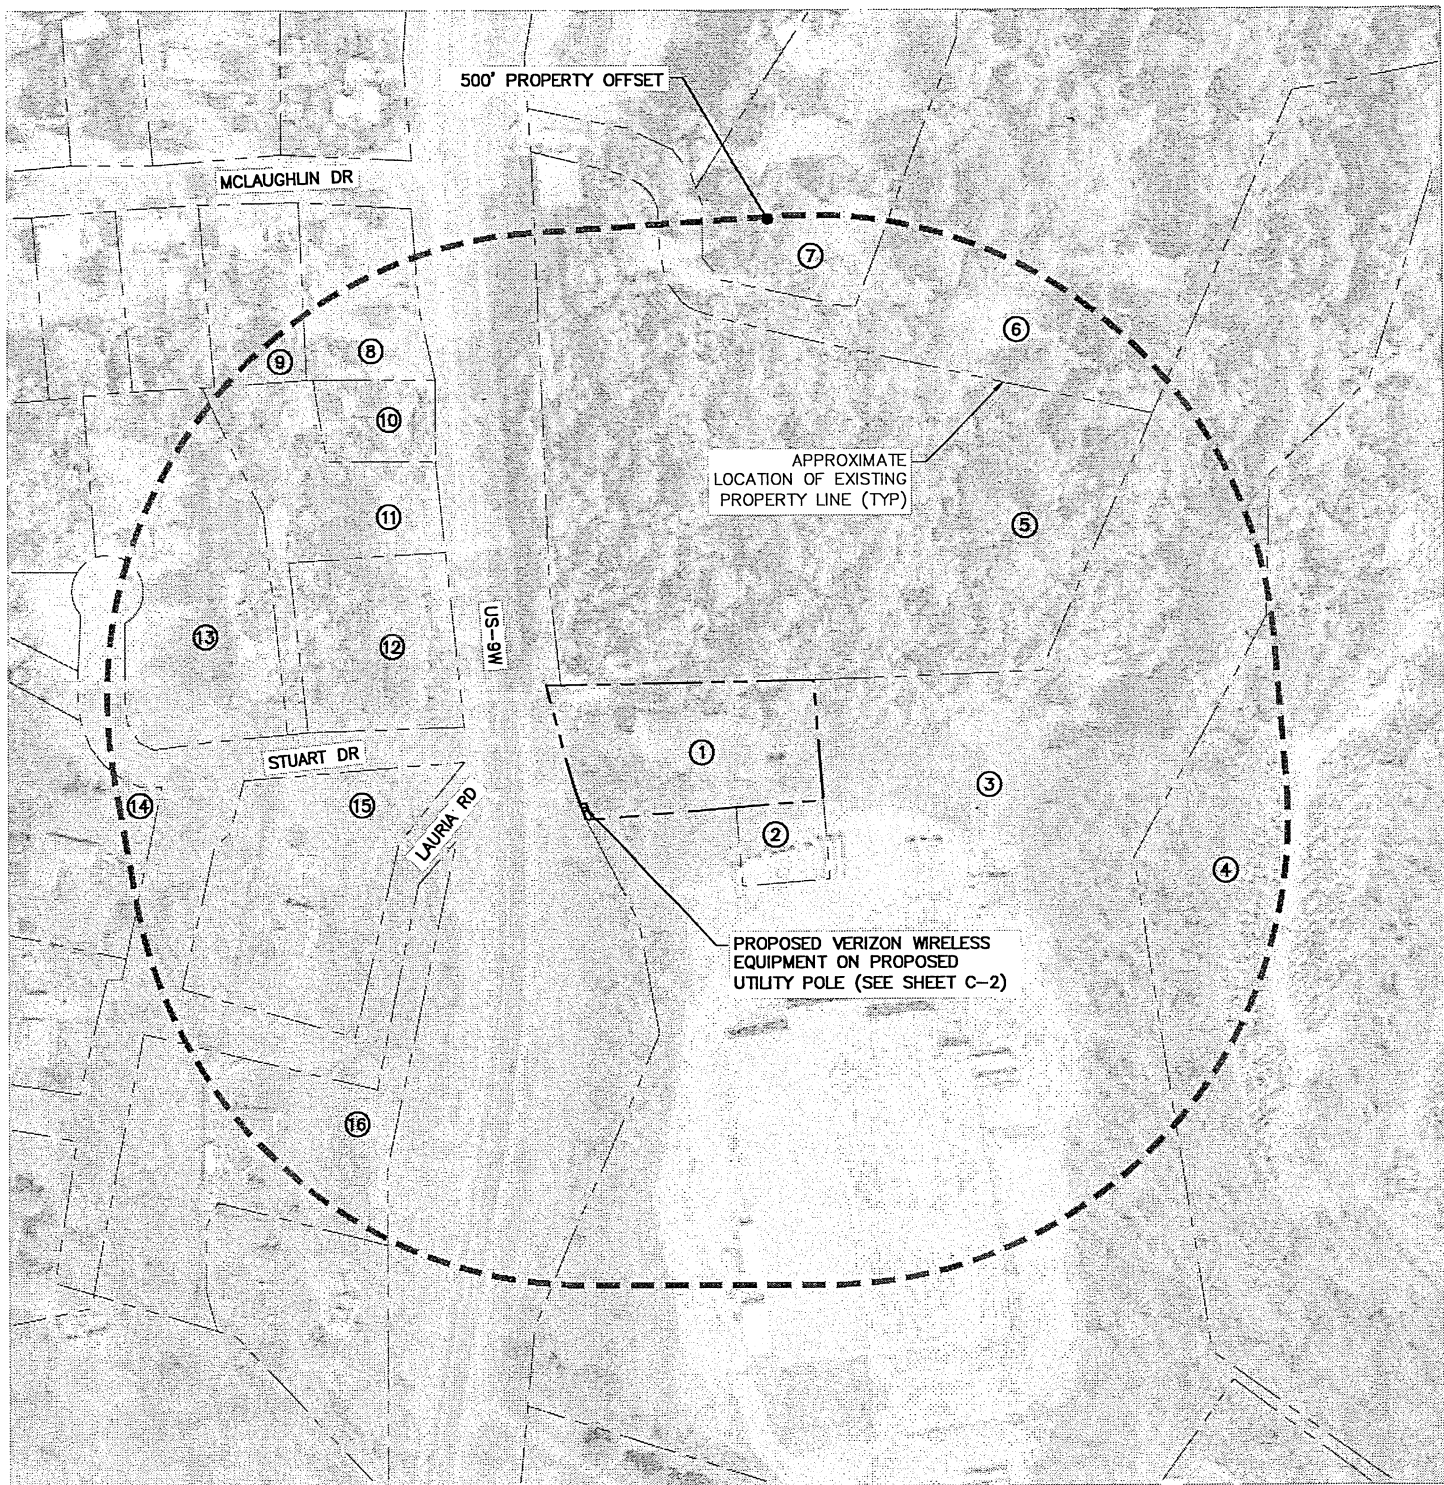 500' PROPERTY OFFSET
MCLAUGHLIN DR
7
6
9
8
10
APPROXIMATE
LOCATION OF EXISTING
PROPERTY LINE (TYP)
11
5
US-9W
13
12
STUART DR
1
3
14
15
LAURIA RD
2
4
PROPOSED VERIZON WIRELESS
EQUIPMENT ON PROPOSED
UTILITY POLE (SEE SHEET C-2)
16